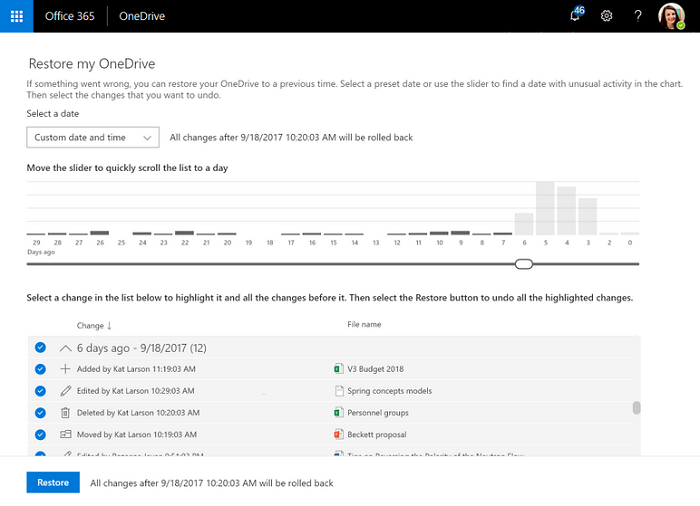 Office 365 OneDrive 46 ?
Restore my OneDrive
If something went wrong, you can restore your OneDrive to a previous time. Select a preset date or use the slider to find a date with unusual activity in the chart.
Then select the changes that you want to undo.
Select a date
Custom date and time All changes after 9/18/2017 10:20:03 AM will be rolled back
Move the slider to quickly scroll the list to a day
29 28 27 26 25 24 23 22 21 20 19 18 17 16 15 14 13 12 11 10 9 8 7 6 5 4 3 2 0
Days ago
Select a change in the list below to highlight it and all the changes before it. Then select the Restore button to undo all the highlighted changes.
Change ↓ File name
6 days ago - 9/18/2017 (12)
Added by Kat Larson 11:19:03 AM V3 Budget 2018
Edited by Kat Larson 10:29:03 AM Spring concepts models
Deleted by Kat Larson 10:20:03 AM Personnel groups
Moved by Kat Larson 10:19:03 AM Beckett proposal
Restore All changes after 9/18/2017 10:20:03 AM will be rolled back